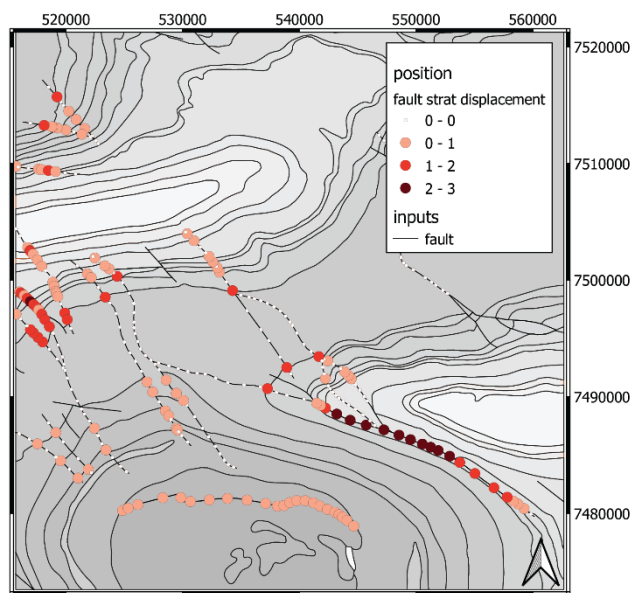 520000 530000 540000 550000 560000
7520000
position
fault strat displacement
0 - 0
0 - 1
1 - 2
2 - 3
inputs
fault
7510000
7500000
7490000
7480000